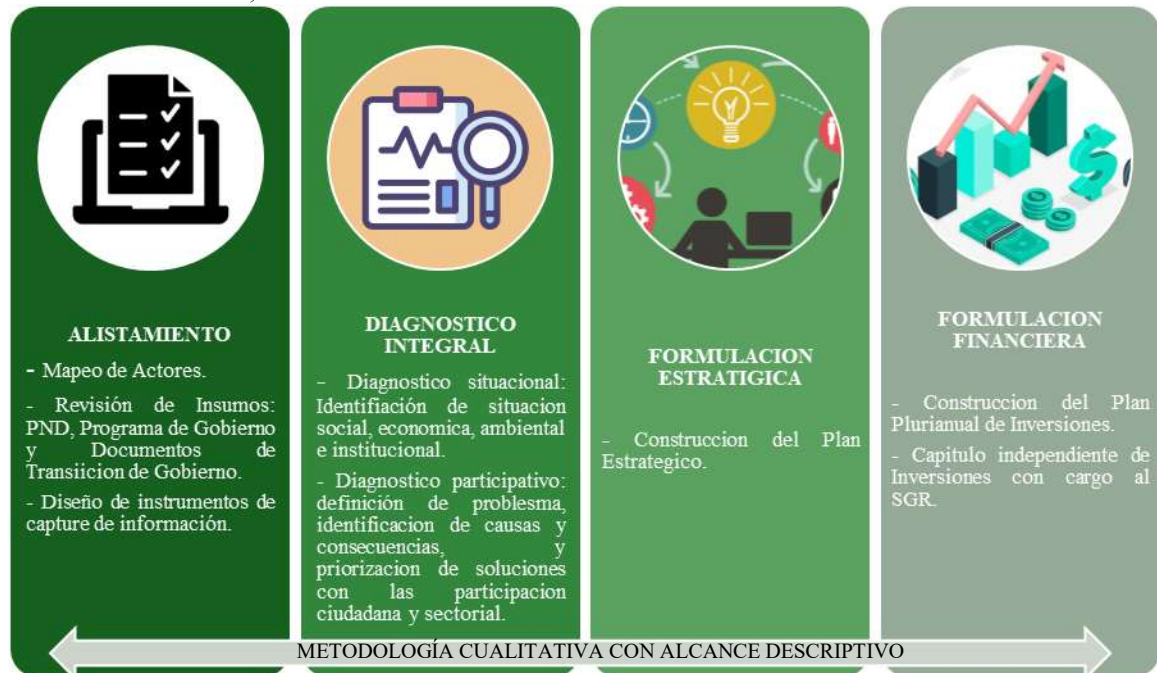 ALISTAMIENTO
- Mapeo de Actores.
- Revisión de Insumos:
PND, Programa de Gobierno
y Documentos de
Transiicion de Gobierno.
- Diseño de instrumentos de
capture de información.
DIAGNOSTICO
INTEGRAL
- Diagnostico situacional:
Identifiación de situacion
social, economica, ambiental
e institucional.
- Diagnostico participativo:
definición de problesma,
identificacion de causas y
consecuencias, y
priorizacion de soluciones
con las participacion
ciudadana y sectorial.
FORMULACION
ESTRATIGICA
- Construccion del Plan
Estrategico.
FORMULACION
FINANCIERA
- Construccion del Plan
Plurianual de Inversiones.
- Capitulo independiente de
Inversiones con cargo al
SGR.
METODOLOGÍA CUALITATIVA CON ALCANCE DESCRIPTIVO